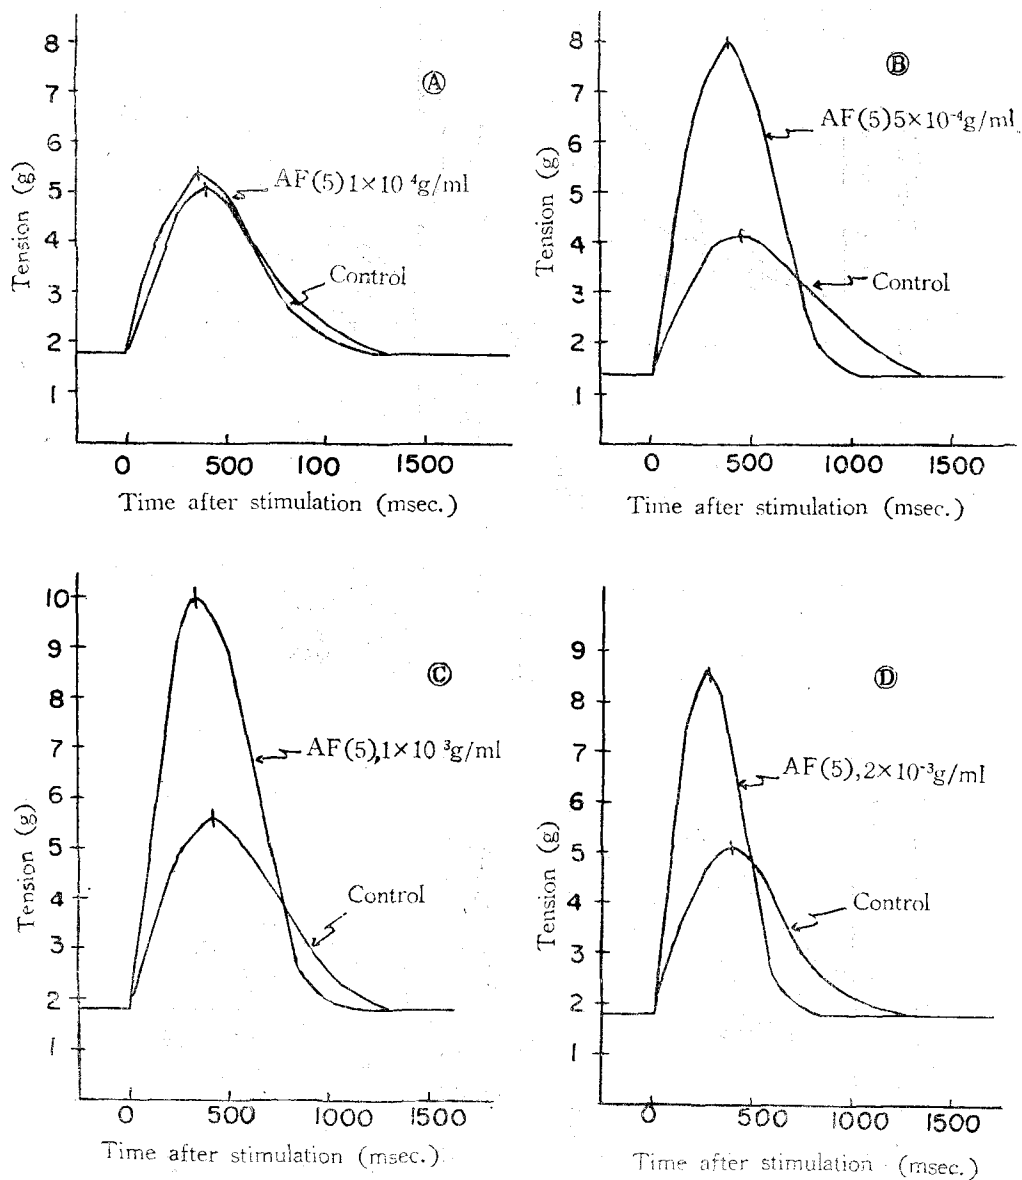 8
7
6
5
4
3
2
1
Tension (g)
Ⓐ
AF(5) 1×10 ⁴g/ml
Control
0 500 100 1500
Time after stimulation (msec.)
8
7
6
5
4
3
2
1
Tension (g)
Ⓑ
AF(5)5×10⁻⁴g/ml
Control
0 500 1000 1500
Time after stimulation (msec.)
10
9
8
7
6
5
4
3
2
1
Tension (g)
Ⓒ
AF(5),1×10 ³g/ml
Control
0 500 1000 1500
Time after stimulation (msec.)
9
8
7
6
5
4
3
2
1
Tension (g)
Ⓓ
AF(5),2×10⁻³g/ml
Control
0 500 1000 1500
Time after stimulation (msec.)